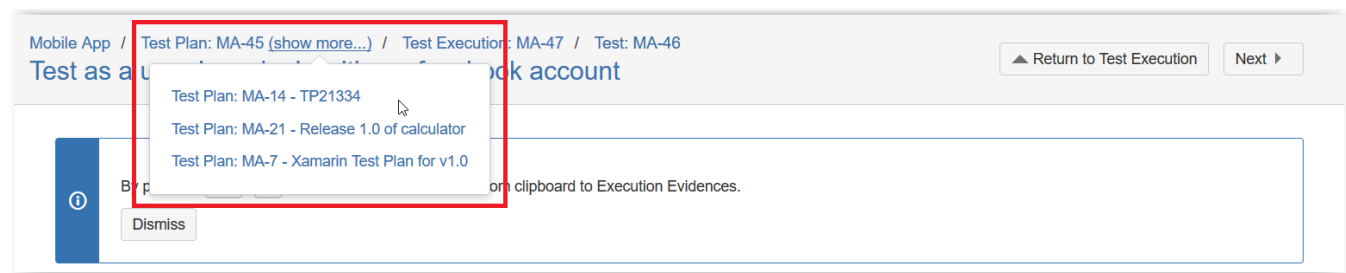 Mobile App / Test Plan: MA-45 (show more...) / Test Execution: MA-47 / Test: MA-46
Test as a account
Return to Test Execution
Next
Test Plan: MA-14 - TP21334
Test Plan: MA-21 - Release 1.0 of calculator
Test Plan: MA-7 - Xamarin Test Plan for v1.0
By clipboard to Execution Evidences.
Dismiss